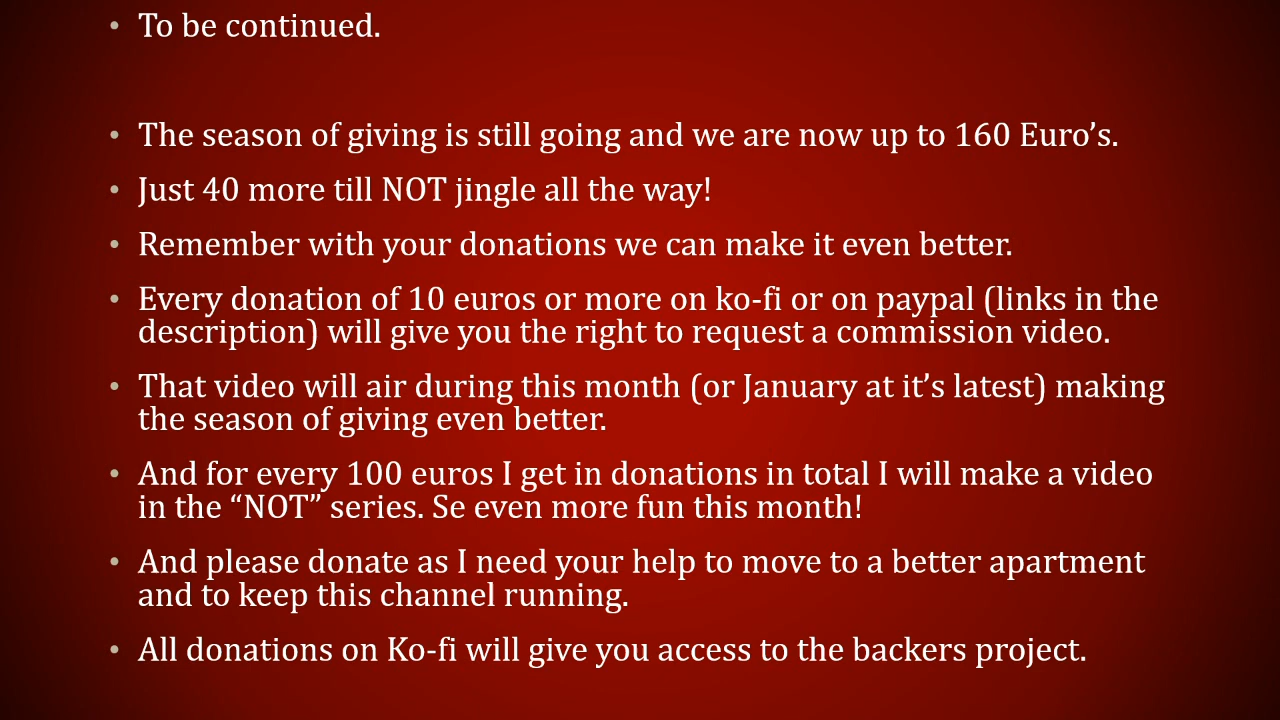 • To be continued.
• The season of giving is still going and we are now up to 160 Euro’s.
• Just 40 more till NOT jingle all the way!
• Remember with your donations we can make it even better.
• Every donation of 10 euros or more on ko-fi or on paypal (links in the
description) will give you the right to request a commission video.
• That video will air during this month (or January at it’s latest) making
the season of giving even better.
• And for every 100 euros I get in donations in total I will make a video
in the “NOT” series. Se even more fun this month!
• And please donate as I need your help to move to a better apartment
and to keep this channel running.
• All donations on Ko-fi will give you access to the backers project.